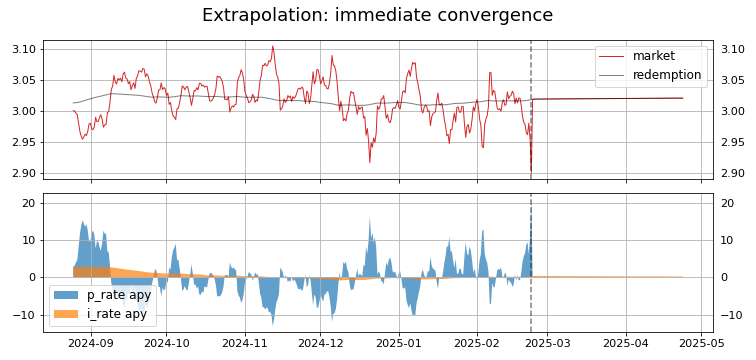 Extrapolation: immediate convergence
3.10 3.10
3.05 3.05
3.00 3.00
2.95 2.95
2.90 2.90
market
redemption
20 20
10 10
0 0
−10 −10
p_rate apy
i_rate apy
2024-09 2024-10 2024-11 2024-12 2025-01 2025-02 2025-03 2025-04 2025-05